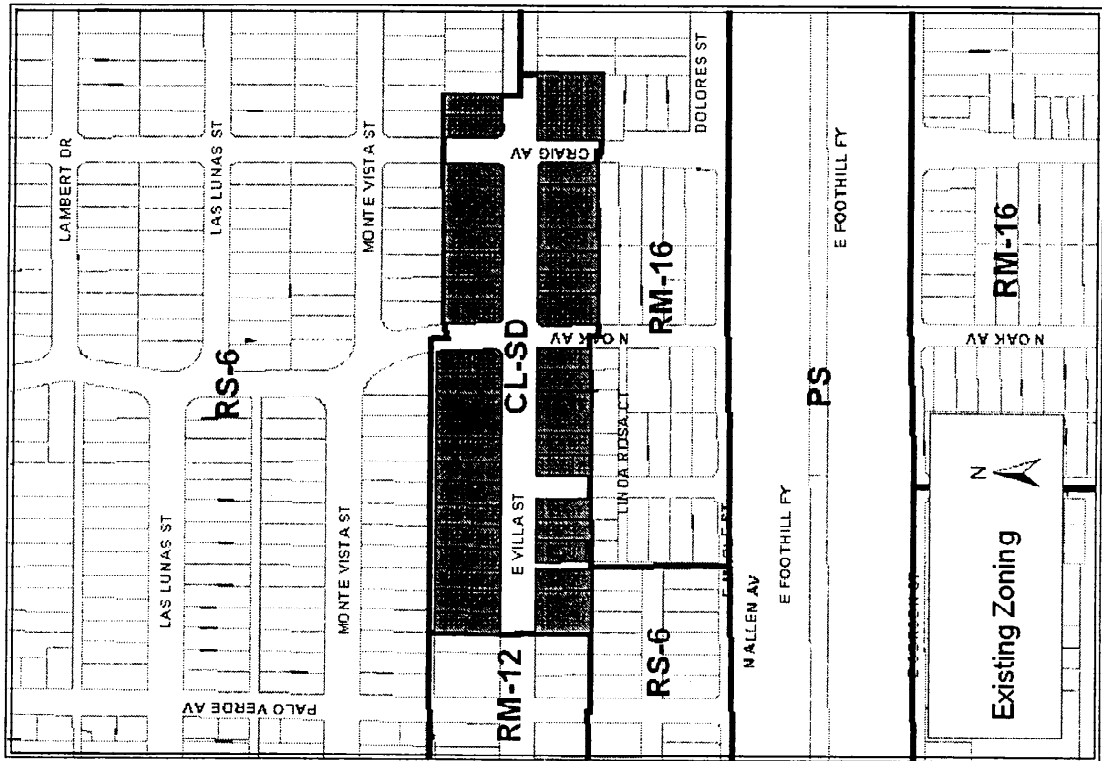 LAMBERT DR
LAS LUNAS ST
MONTE VISTA ST
RS-6
LAS LUNAS ST
MONTE VISTA ST
PALO VERDE AV
CRAIG AV
CL-SD
E VILLA ST
N OAK AV
RM-12
DOLORES ST
RM-16
LINDA ROSA CT
RS-6
N ALLEN AV
E FOOTHILL FY
PS
E FOOTHILL FY
RM-16
N OAK AV
N
Existing Zoning